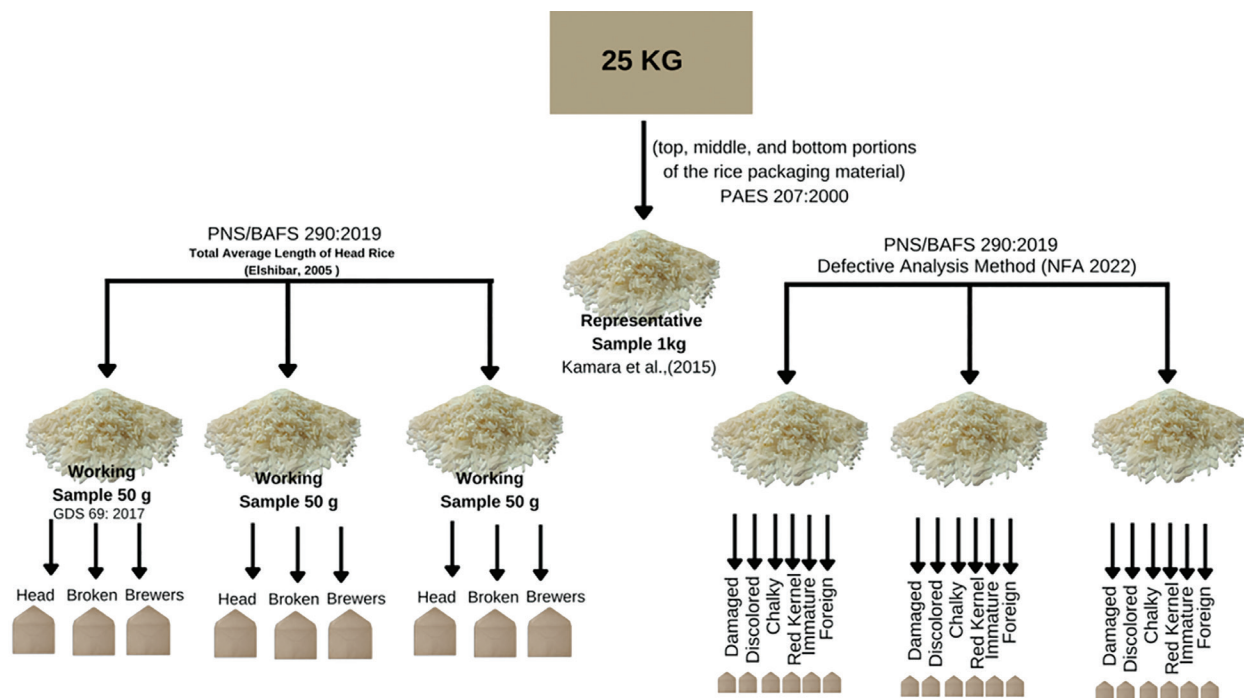 25 KG
(top, middle, and bottom portions
of the rice packaging material)
PAES 207:2000
PNS/BAFS 290:2019
Total Average Length of Head Rice
(Elshibar, 2005 )
Representative
Sample 1kg
Kamara et al.,(2015)
PNS/BAFS 290:2019
Defective Analysis Method (NFA 2022)
Working
Sample 50 g
GDS 69: 2017
Working
Sample 50 g
Working
Sample 50 g
Head Broken Brewers
Head Broken Brewers
Head Broken Brewers
Damaged
Discolored
Chalky
Red Kernel
Immature
Foreign
Damaged
Discolored
Chalky
Red Kernel
Immature
Foreign
Damaged
Discolored
Chalky
Red Kernel
Immature
Foreign